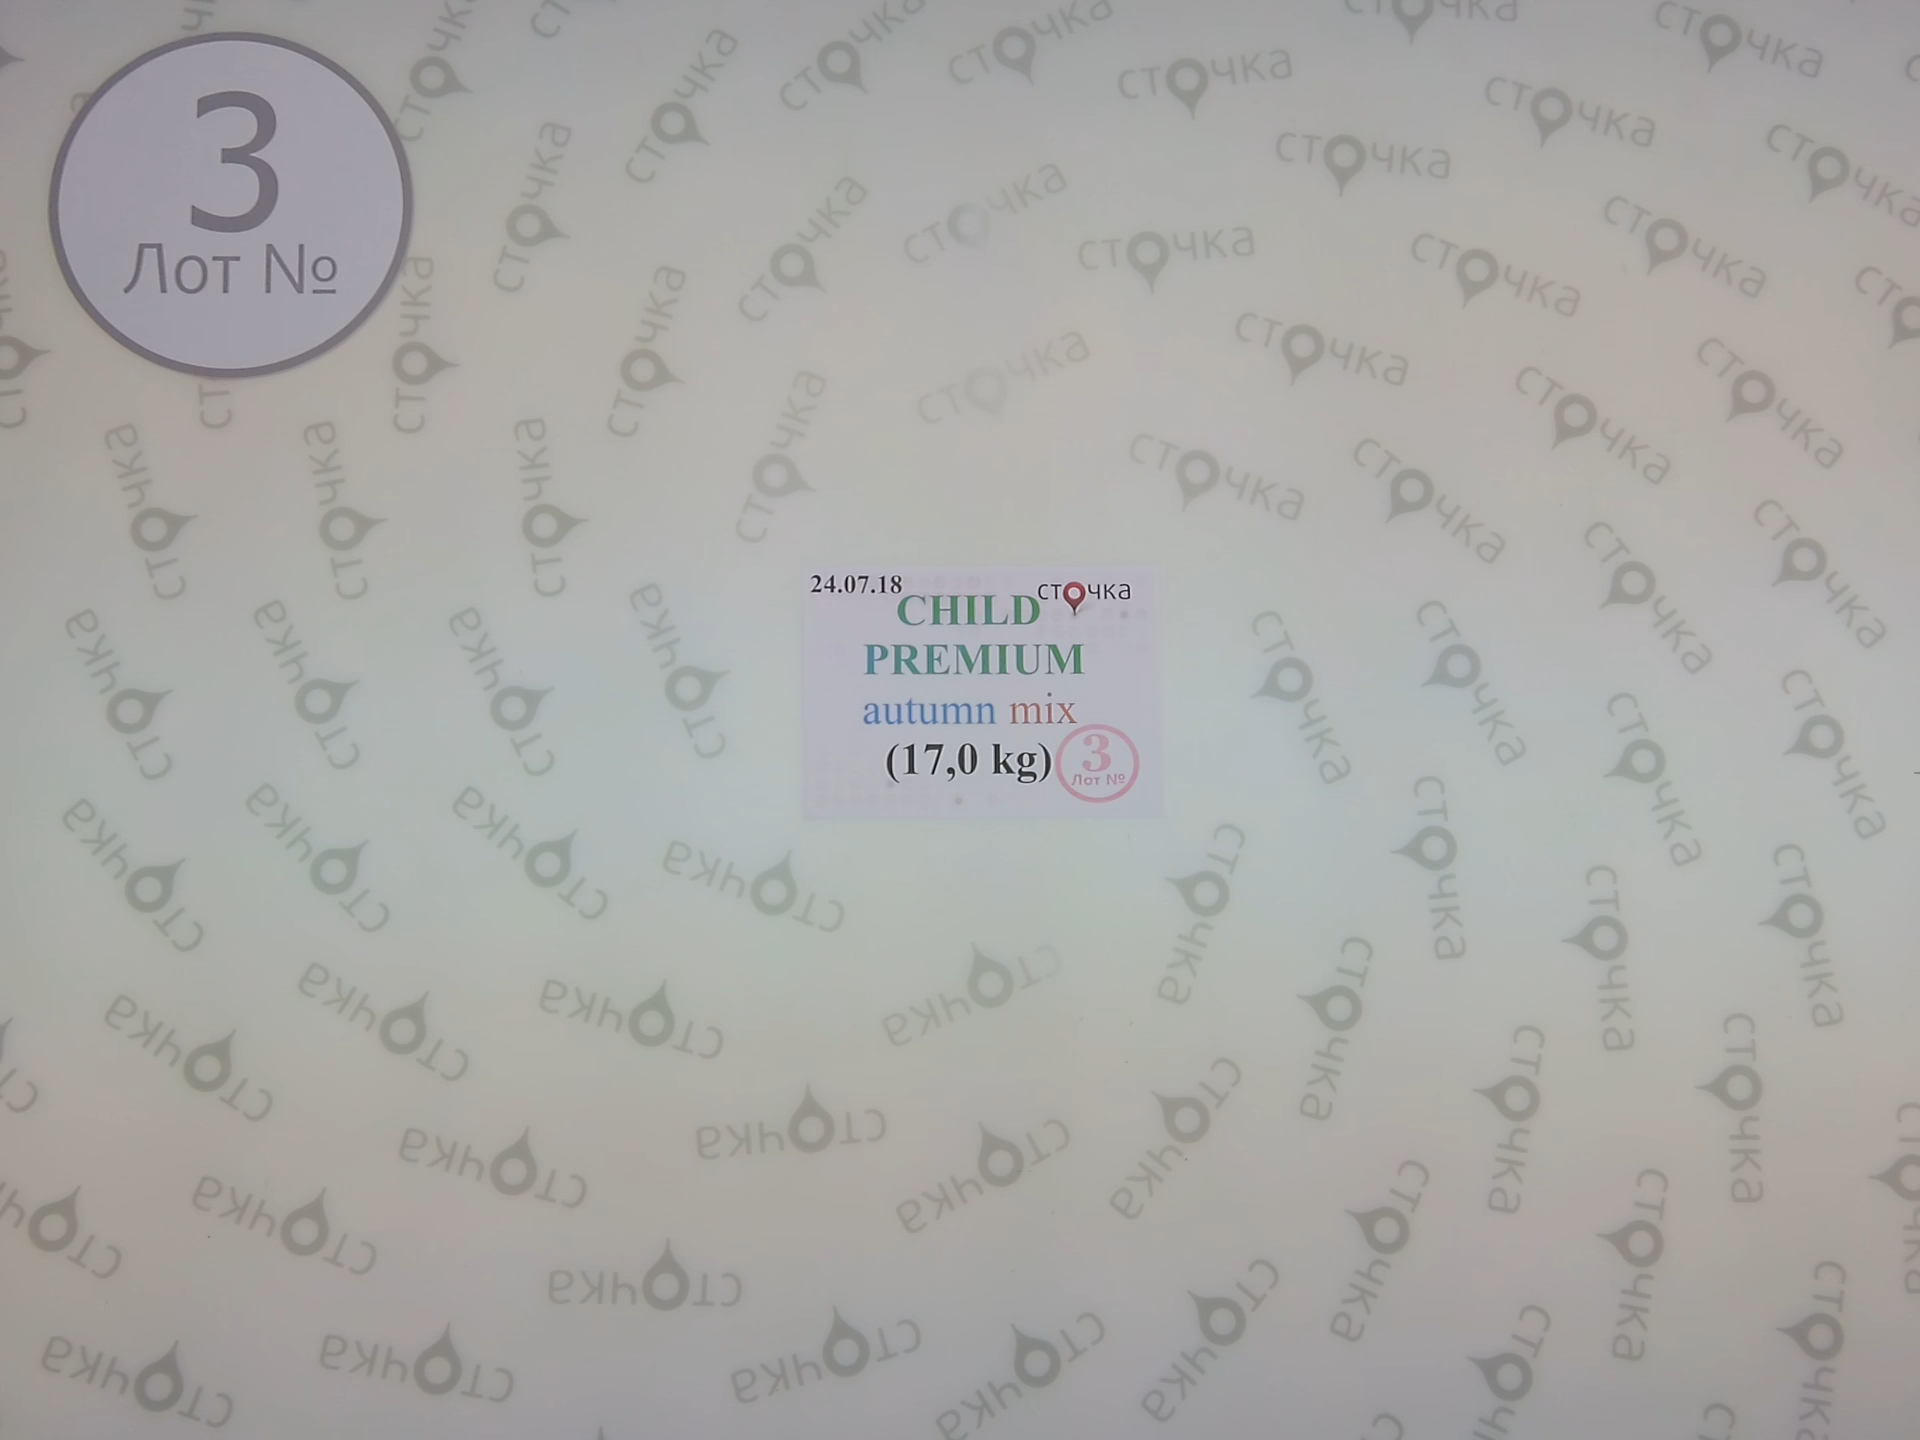 3
Лот №
24.07.18
сточка
CHILD
PREMIUM
autumn mix
(17,0 kg)
3
Лот №